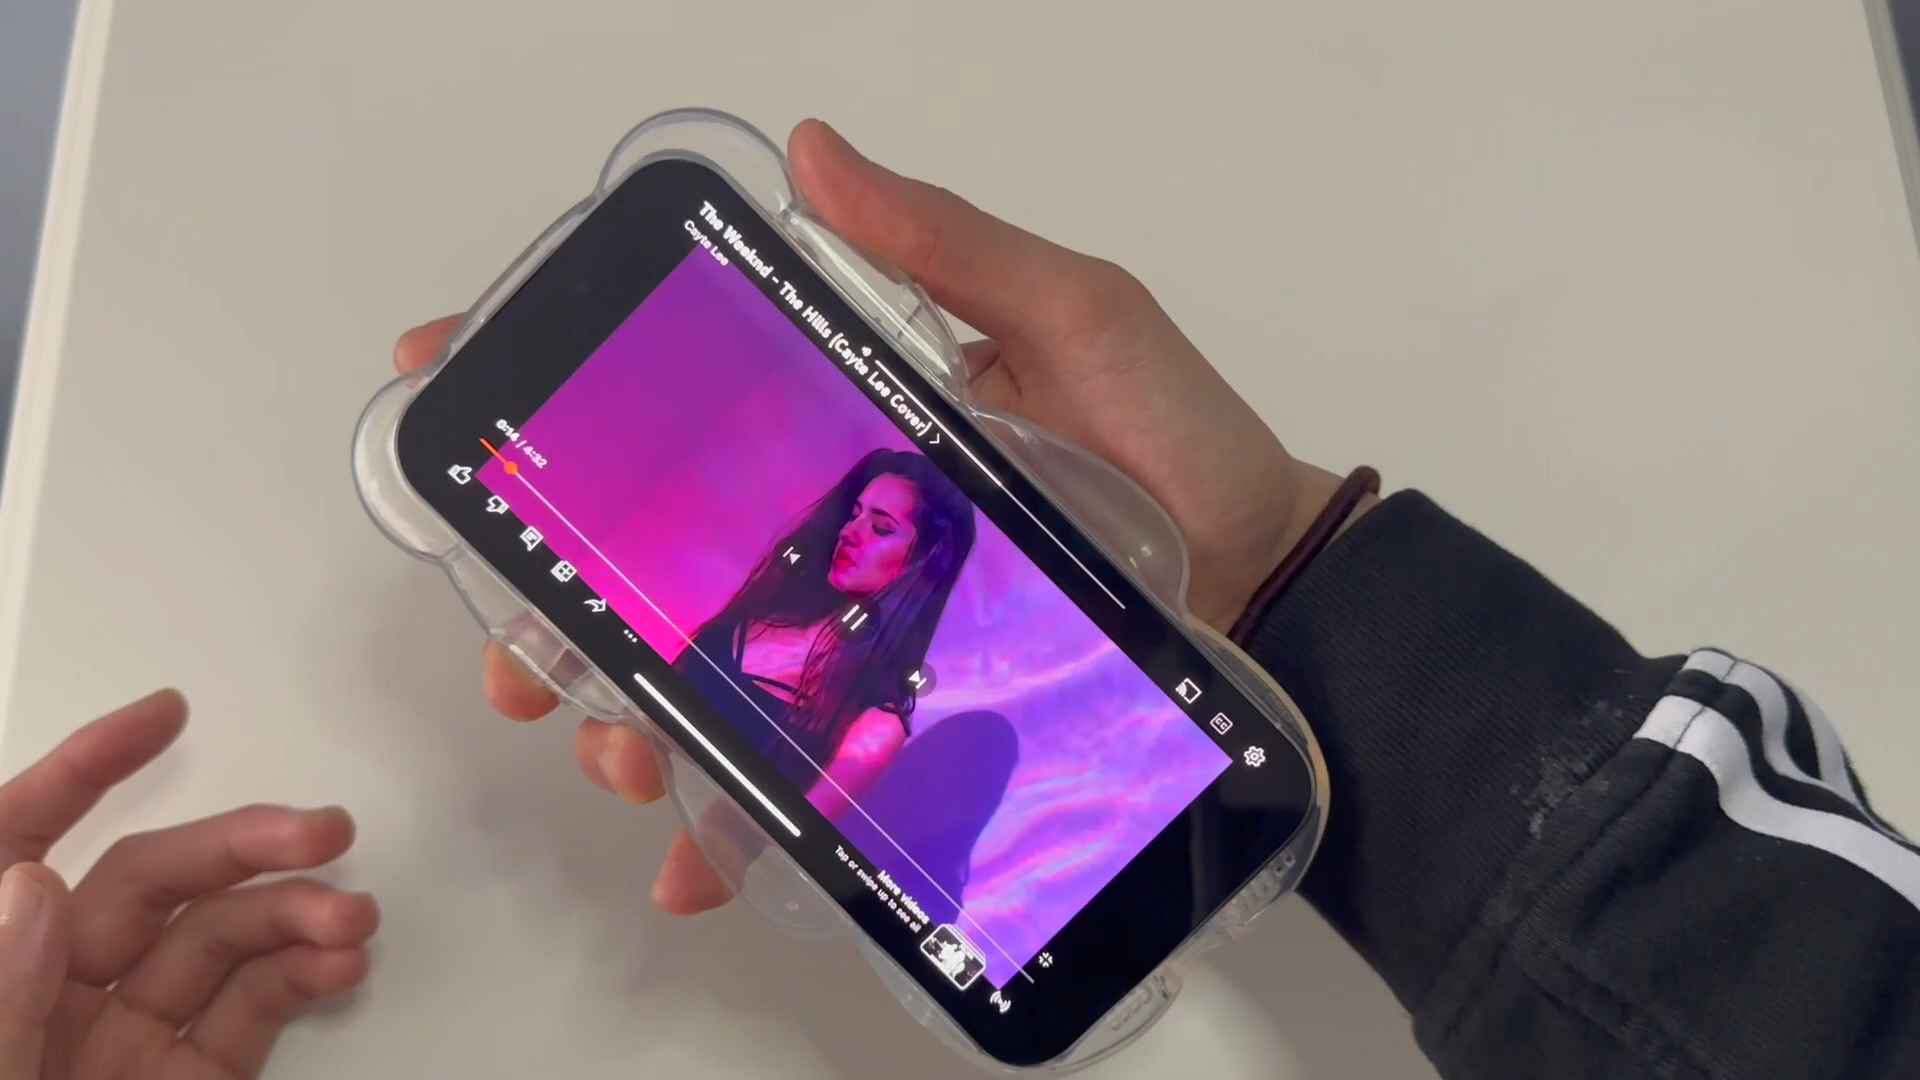 The Weeknd - The Hills (Cayte Lee Cover)
Cayte Lee
CC
0:14 / 4:32
More videos
Tap or swipe up to see all